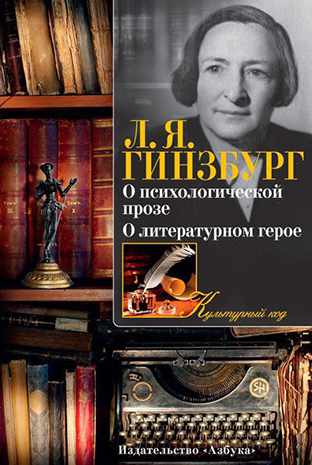 Л. Я.
ГИНЗБУРГ
О психологической
прозе
О литературном герое
Культурный код
Издательство «Азбука»